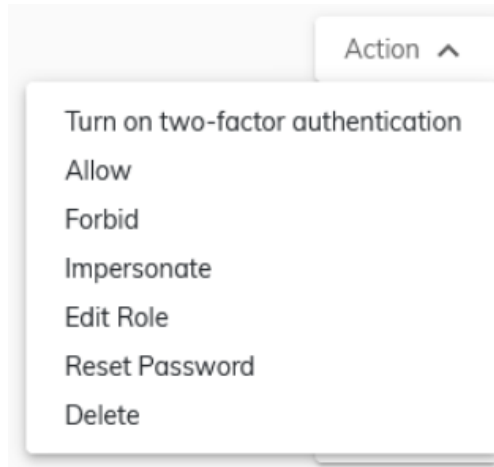 Action
Turn on two-factor authentication
Allow
Forbid
Impersonate
Edit Role
Reset Password
Delete